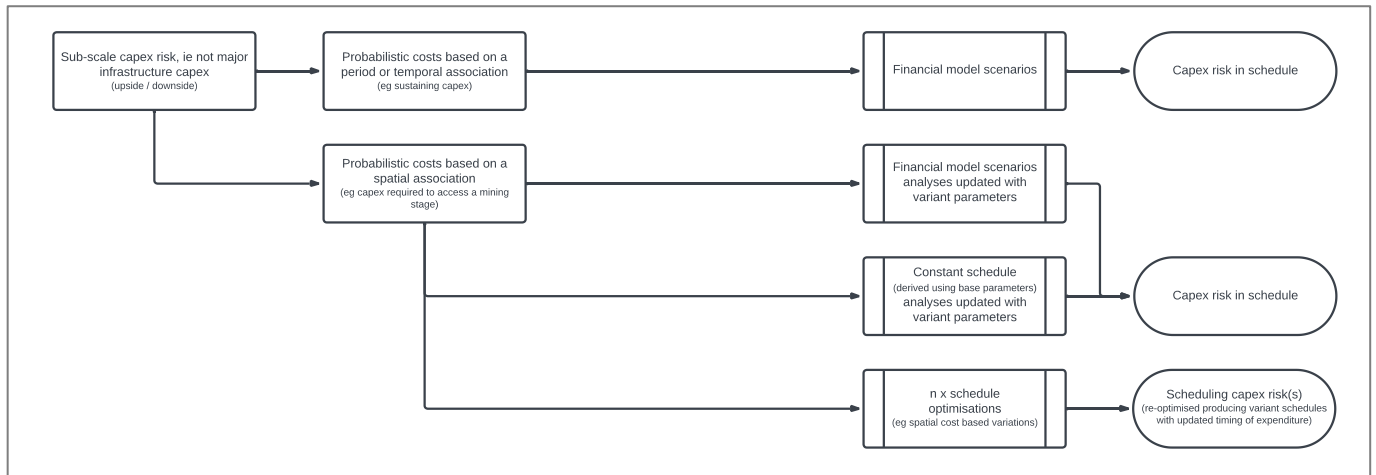 Sub-scale capex risk, ie not major
infrastructure capex
(upside / downside)
Probabilistic costs based on a
period or temporal association
(eg sustaining capex)
Financial model scenarios
Capex risk in schedule
Probabilistic costs based on a
spatial association
(eg capex required to access a mining
stage)
Financial model scenarios
analyses updated with
variant parameters
Constant schedule
(derived using base parameters)
analyses updated with
variant parameters
Capex risk in schedule
n x schedule
optimisations
(eg spatial cost based variations)
Scheduling capex risk(s)
(re-optimised producing variant schedules
with updated timing of expenditure)